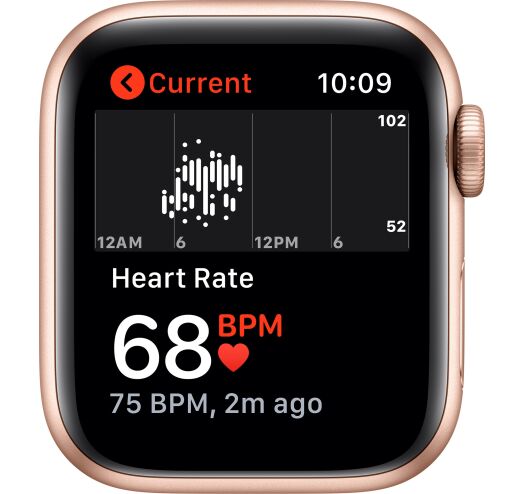 Current 10:09
102
52
12AM 6 12PM 6
Heart Rate
68 BPM
75 BPM, 2m ago